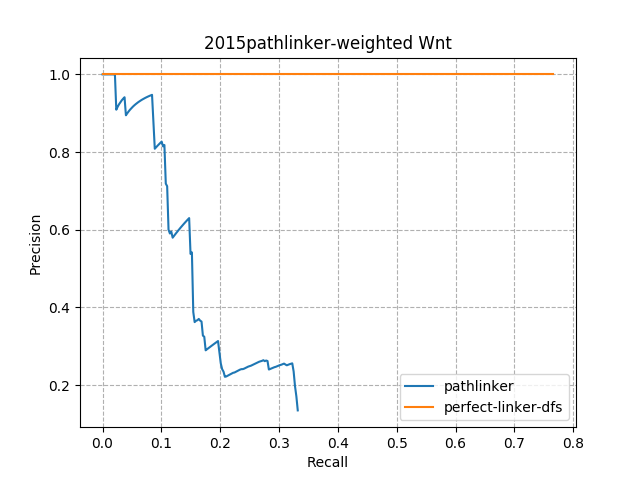 2015pathlinker-weighted Wnt
1.0
0.8
0.6
0.4
0.2
Precision
0.0 0.1 0.2 0.3 0.4 0.5 0.6 0.7 0.8
Recall
pathlinker
perfect-linker-dfs